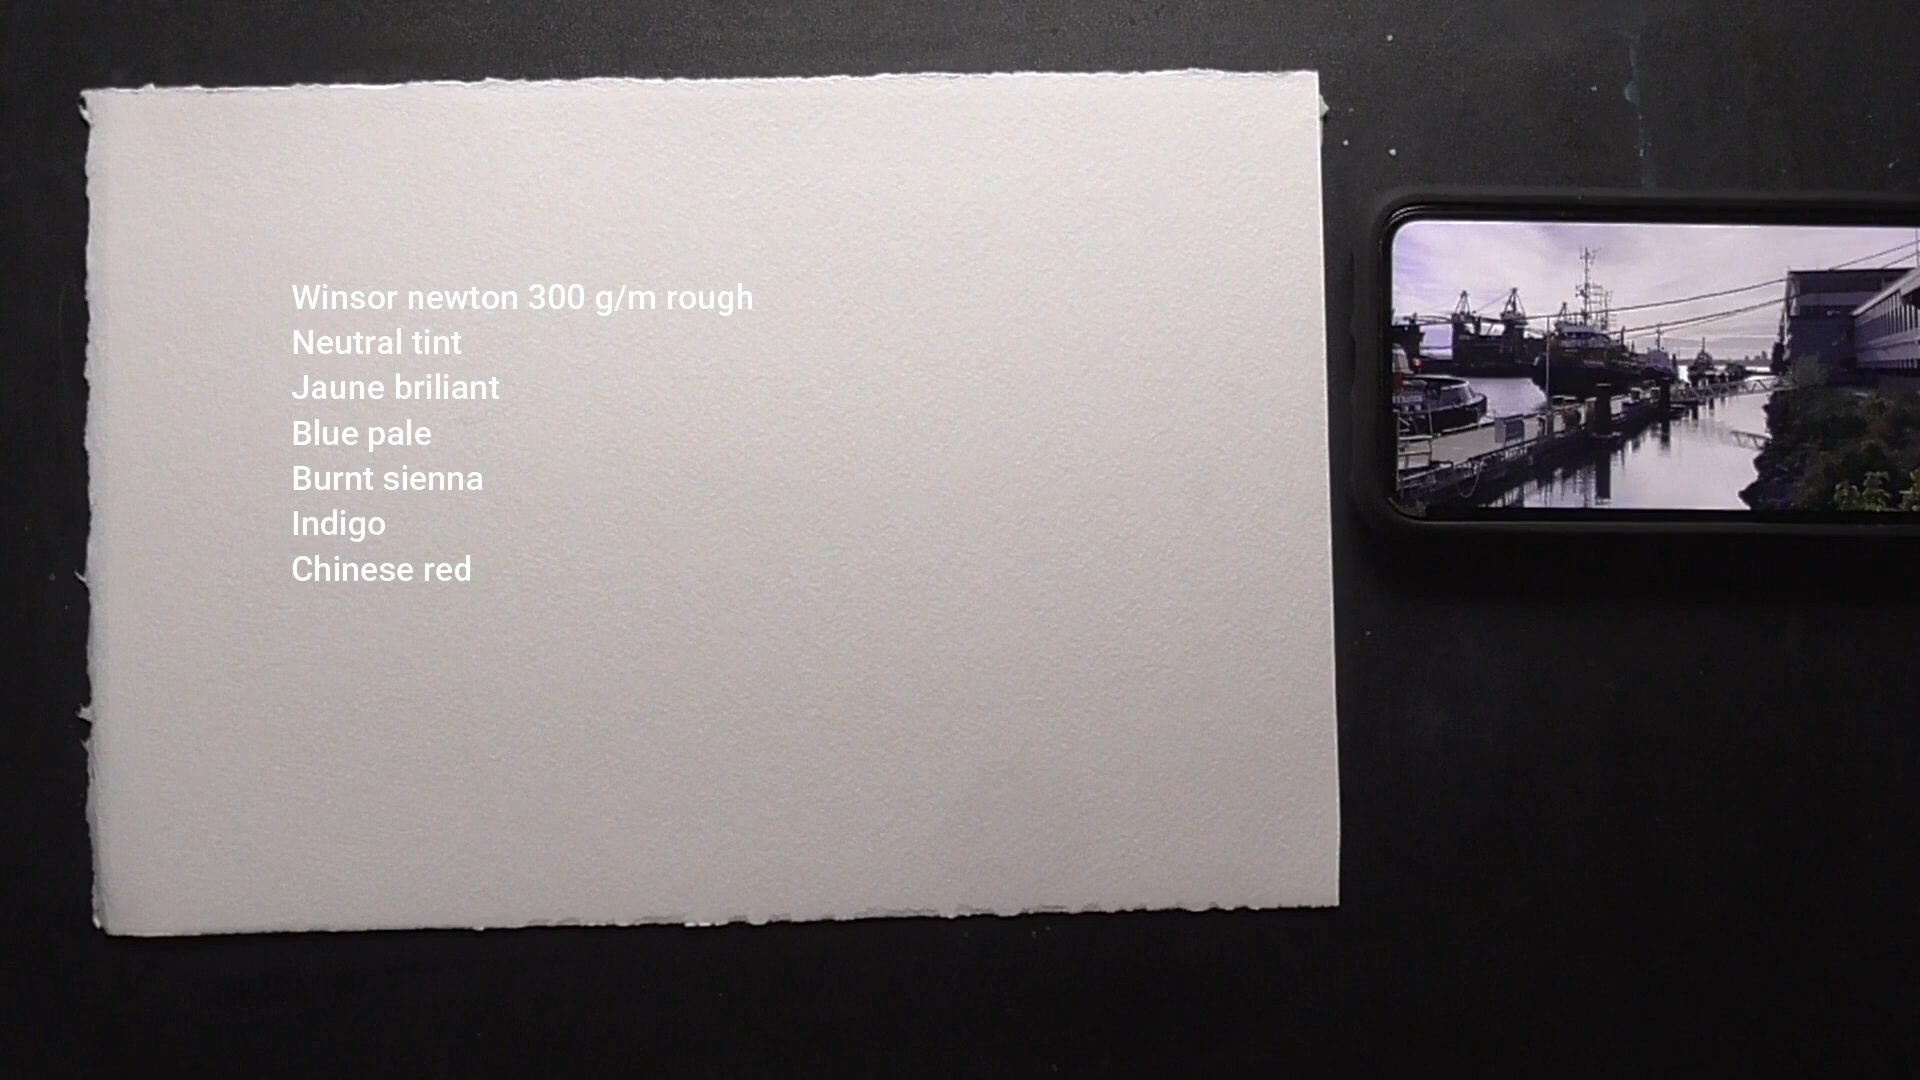 Winsor newton 300 g/m rough
Neutral tint
Jaune briliant
Blue pale
Burnt sienna
Indigo
Chinese red